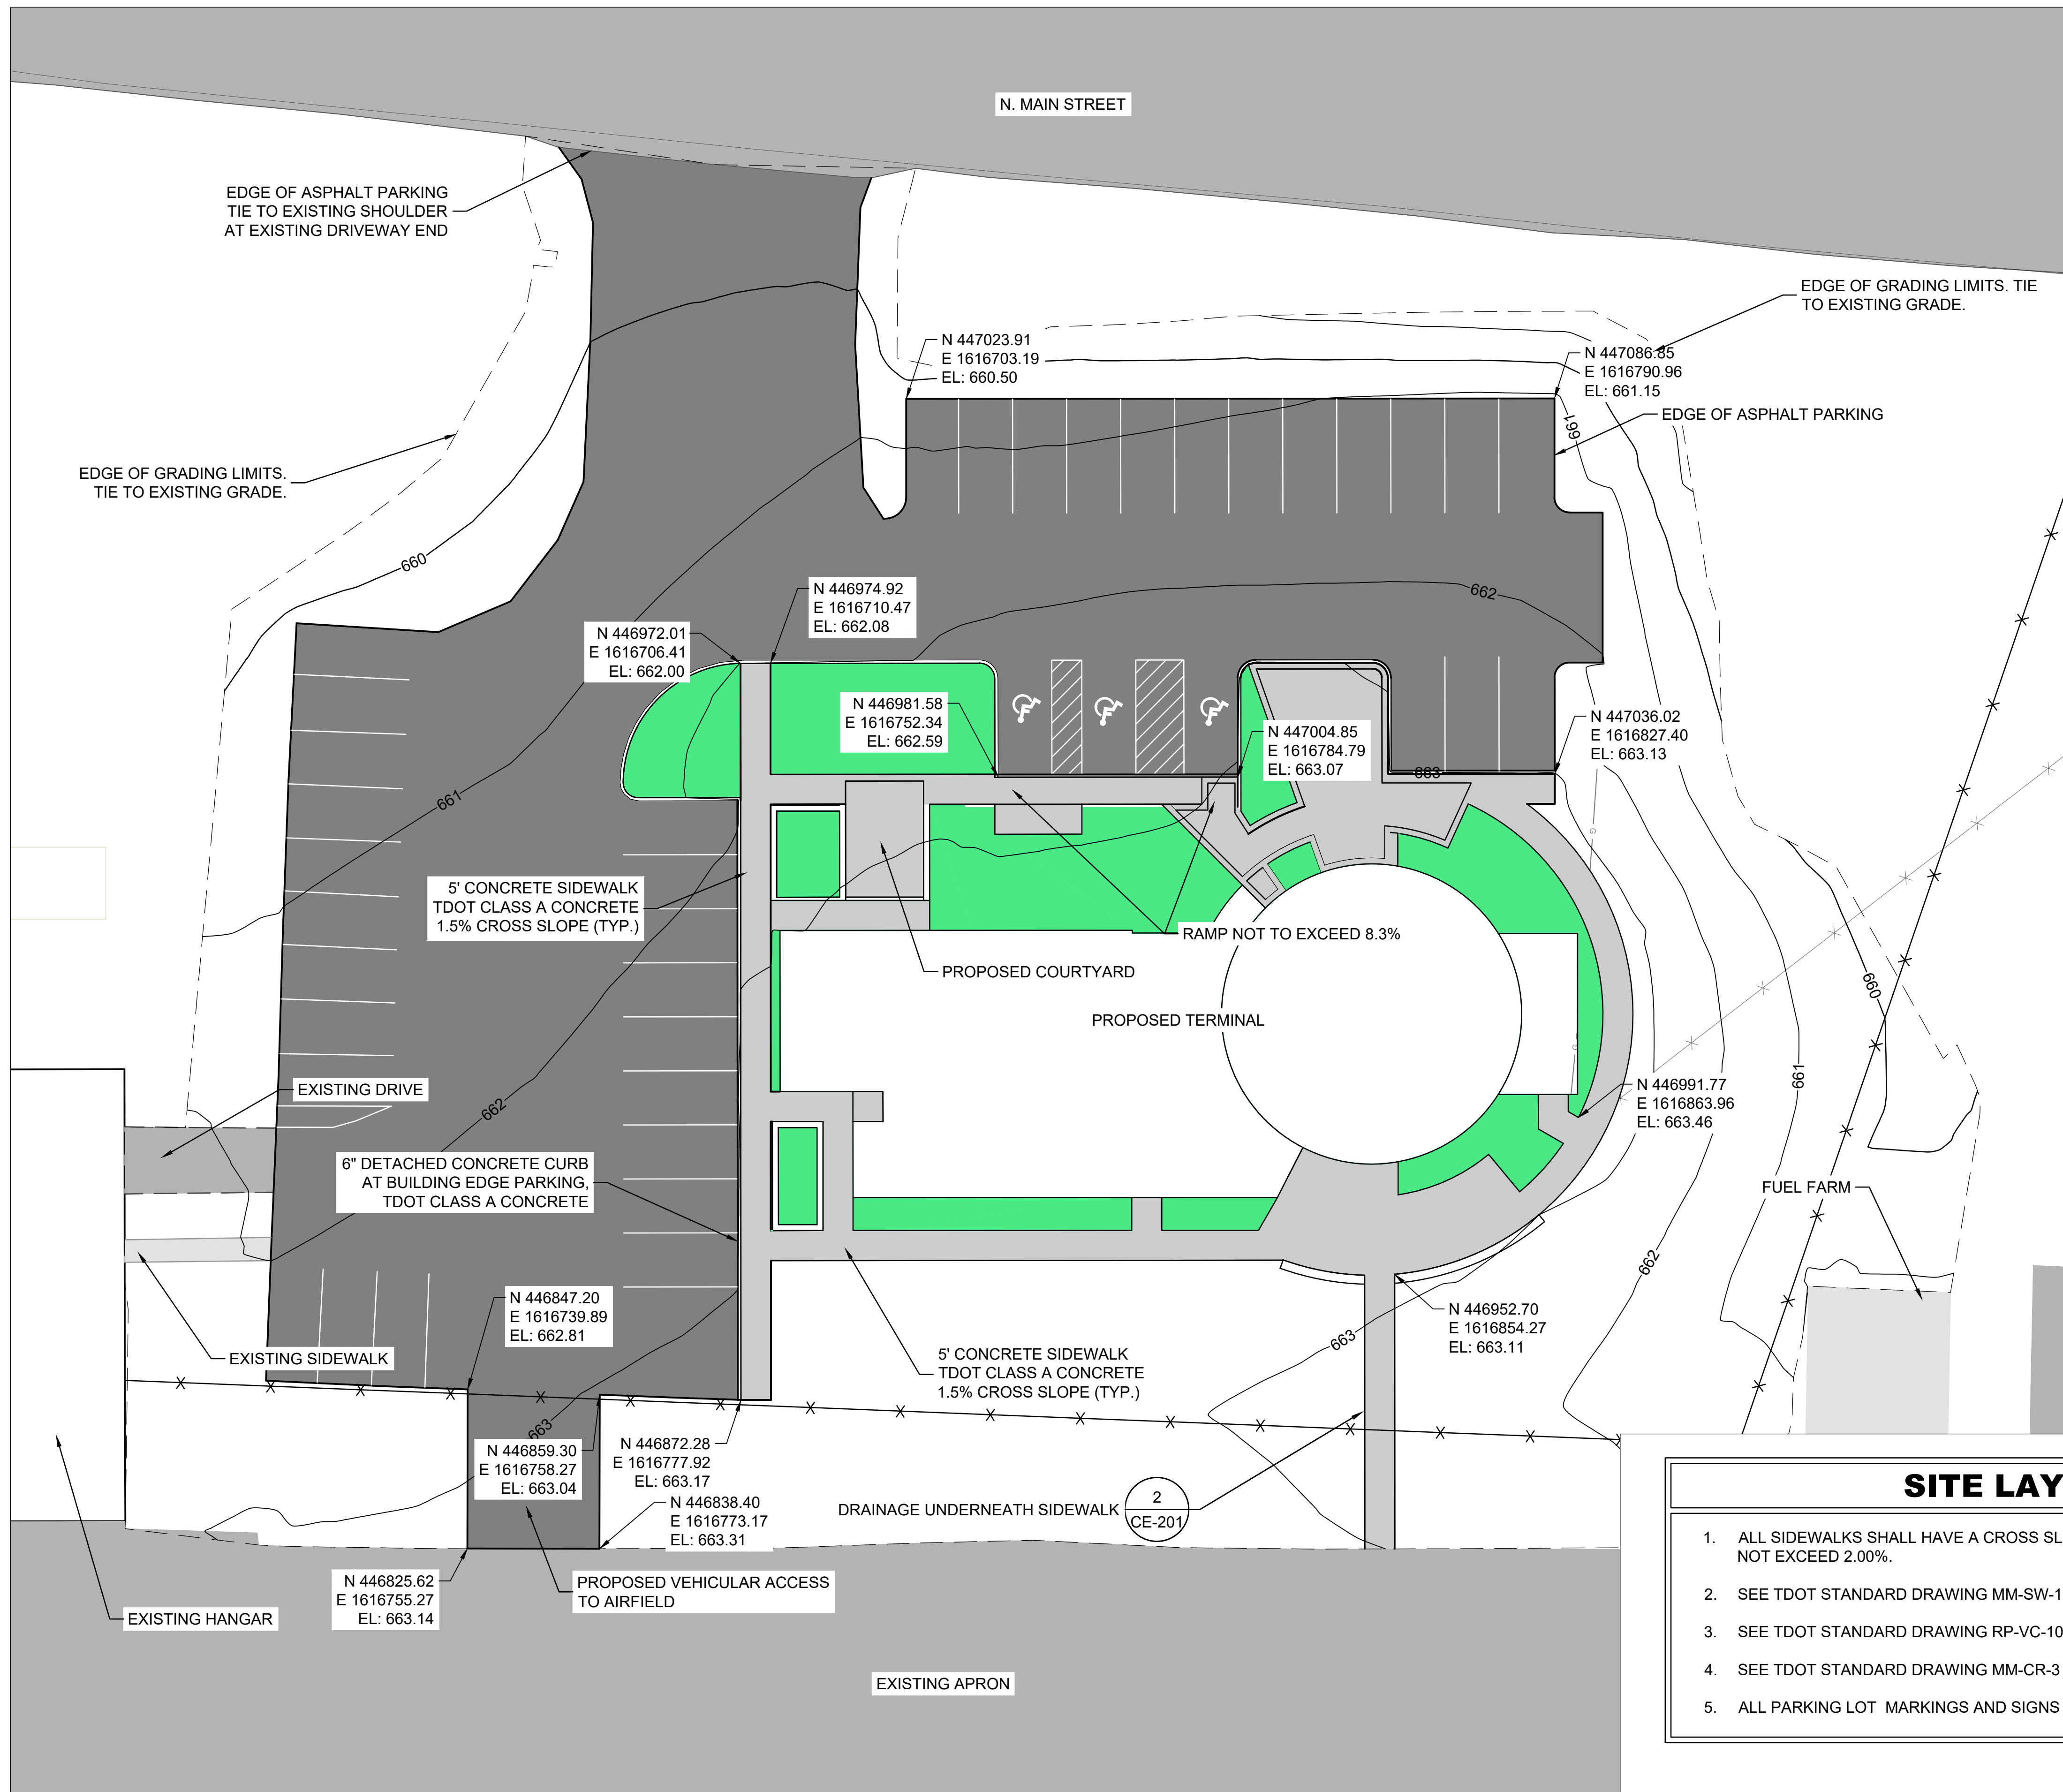 N. MAIN STREET
EDGE OF ASPHALT PARKING
TIE TO EXISTING SHOULDER
AT EXISTING DRIVEWAY END
EDGE OF GRADING LIMITS. TIE
TO EXISTING GRADE.
N 447023.91
E 1616703.19
EL: 660.50
N 447086.85
E 1616790.96
EL: 661.15
EDGE OF ASPHALT PARKING
661
EDGE OF GRADING LIMITS.
TIE TO EXISTING GRADE.
660
N 446974.92
E 1616710.47
EL: 662.08
662
N 446972.01
E 1616706.41
EL: 662.00
N 446981.58
E 1616752.34
EL: 662.59
N 447004.85
E 1616784.79
EL: 663.07
N 447036.02
E 1616827.40
EL: 663.13
663
661
G
5' CONCRETE SIDEWALK
TDOT CLASS A CONCRETE
1.5% CROSS SLOPE (TYP.)
RAMP NOT TO EXCEED 8.3%
PROPOSED COURTYARD
660
PROPOSED TERMINAL
G
661
EXISTING DRIVE
662
N 446991.77
E 1616863.96
EL: 663.46
6" DETACHED CONCRETE CURB
AT BUILDING EDGE PARKING,
TDOT CLASS A CONCRETE
FUEL FARM
662
N 446847.20
E 1616739.89
EL: 662.81
N 446952.70
E 1616854.27
EL: 663.11
663
EXISTING SIDEWALK
5' CONCRETE SIDEWALK
TDOT CLASS A CONCRETE
1.5% CROSS SLOPE (TYP.)
663
N 446859.30
E 1616758.27
EL: 663.04
N 446872.28
E 1616777.92
EL: 663.17
N 446838.40
E 1616773.17
EL: 663.31
DRAINAGE UNDERNEATH SIDEWALK
2
CE-201
N 446825.62
E 1616755.27
EL: 663.14
PROPOSED VEHICULAR ACCESS
TO AIRFIELD
EXISTING HANGAR
EXISTING APRON
SITE LAY
1. ALL SIDEWALKS SHALL HAVE A CROSS SL
NOT EXCEED 2.00%.
2. SEE TDOT STANDARD DRAWING MM-SW-1
3. SEE TDOT STANDARD DRAWING RP-VC-10
4. SEE TDOT STANDARD DRAWING MM-CR-3
5. ALL PARKING LOT MARKINGS AND SIGNS